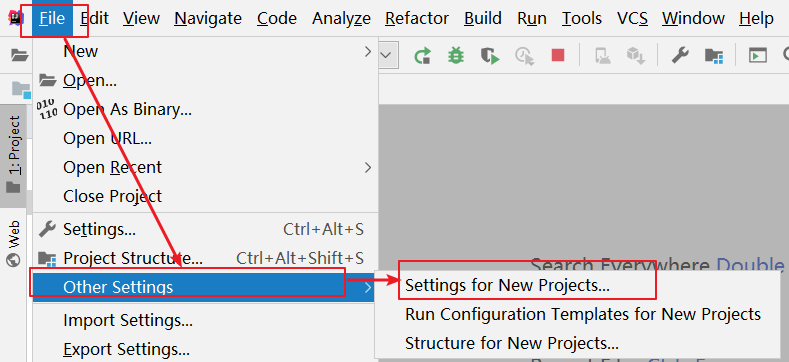 File Edit View Navigate Code Analyze Refactor Build Run Tools VCS Window Help
New
Open...
010
110
Open As Binary...
Open URL...
Open Recent
Close Project
Settings... Ctrl+Alt+S
Project Structure... Ctrl+Alt+Shift+S
Other Settings
Import Settings...
Export Settings...
1: Project
Web
Search Everywhere Double
Settings for New Projects...
Run Configuration Templates for New Projects
Structure for New Projects...